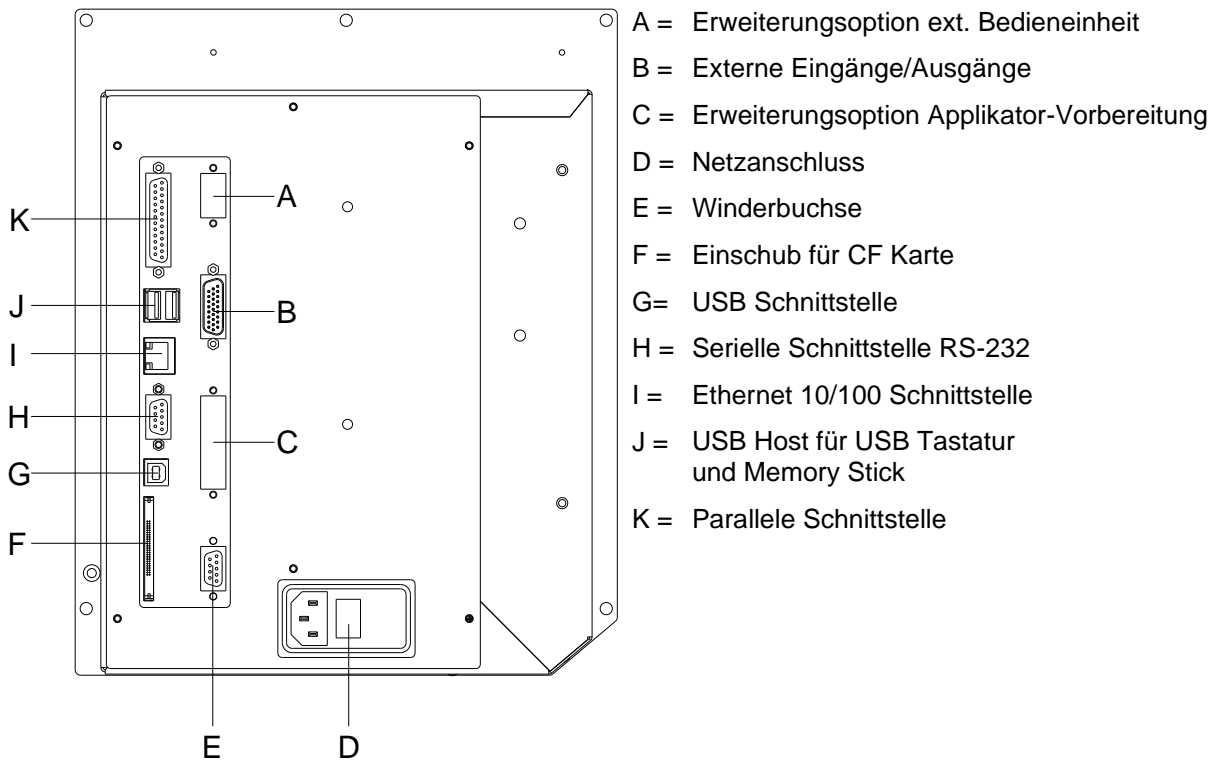 K
J
I
H
G
F
A
B
C
E
D
A = Erweiterungsoption ext. Bedieneinheit
B = Externe Eingänge/Ausgänge
C = Erweiterungsoption Applikator-Vorbereitung
D = Netzanschluss
E = Winderbuchse
F = Einschub für CF Karte
G= USB Schnittstelle
H = Serielle Schnittstelle RS-232
I = Ethernet 10/100 Schnittstelle
J = USB Host für USB Tastatur
und Memory Stick
K = Parallele Schnittstelle